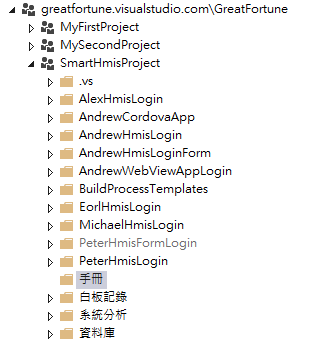 greatfortune.visualstudio.com\GreatFortune
MyFirstProject
MySecondProject
SmartHmisProject
.vs
AlexHmisLogin
AndrewCordovaApp
AndrewHmisLogin
AndrewHmisLoginForm
AndrewWebViewAppLogin
BuildProcessTemplates
EorlHmisLogin
MichaelHmisLogin
PeterHmisFormLogin
PeterHmisLogin
手冊
白板記錄
系統分析
資料庫